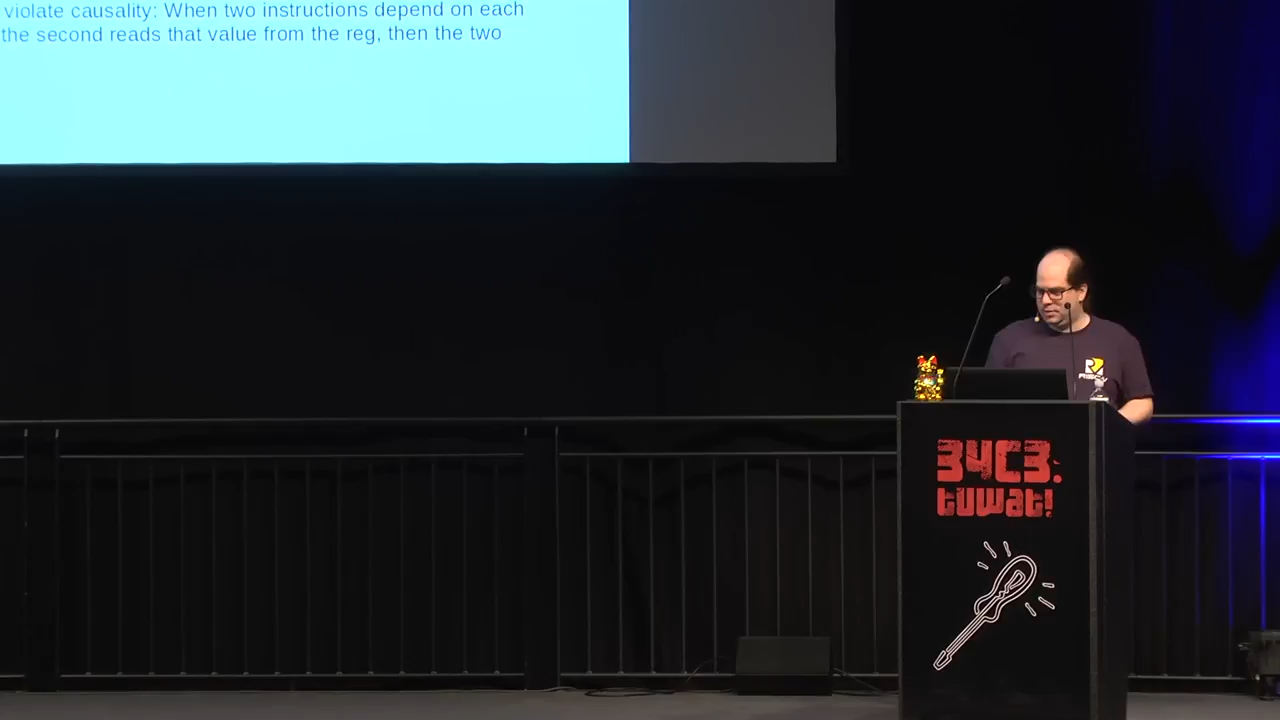 violate causality: When two instructions depend on each
the second reads that value from the reg, then the two
34C3:
tuwat!
RISC-V